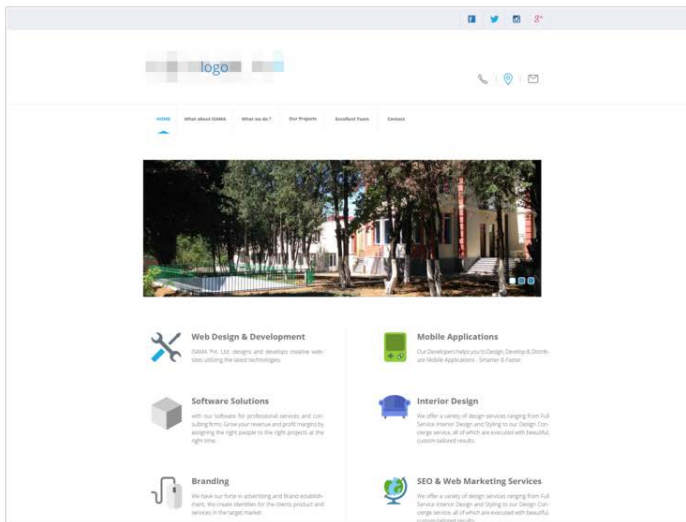 logo
HOME What about ISAMA What we do ? Our Projects Excellent Team Contact
Web Design & Development
ISAMA Pvt. Ltd. designs and develops creative web-
sites utilizing the latest technologies.
Mobile Applications
Our Developers helps you to Design, Develop & Distrib-
ute Mobile Applications - Smarter & Faster.
Software Solutions
with our Software for professional services and con-
sulting firms. Grow your revenue and profit margins by
assigning the right people to the right projects at the
right time.
Interior Design
We offer a variety of design services ranging from Full
Service Interior Design and Styling to our Design Con-
cierge service, all of which are executed with beautiful,
custom-tailored results.
Branding
We have our forte in advertising and Brand establish-
ment. We create identities for the clients product and
services in the target market.
SEO & Web Marketing Services
We offer a variety of design services ranging from Full
Service Interior Design and Styling to our Design Con-
cierge service, all of which are executed with beautiful,
custom-tailored results.